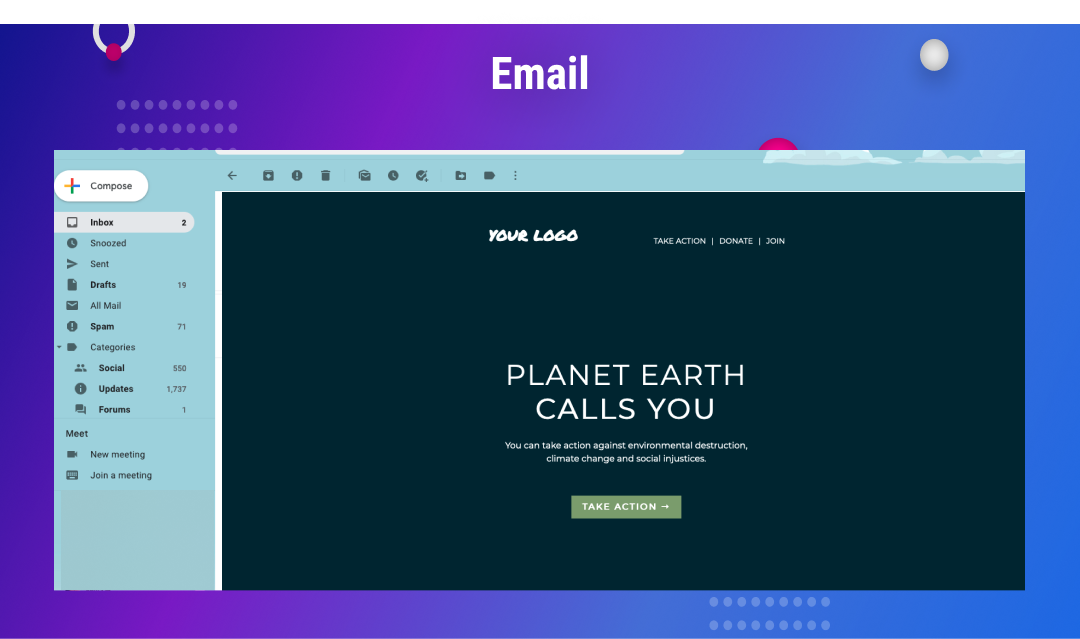 Email
Compose
Inbox 2
Snoozed
Sent
Drafts 19
All Mail
Spam 71
Categories
Social 550
Updates 1,737
Forums 1
Meet
New meeting
Join a meeting
YOUR LOGO
TAKE ACTION | DONATE | JOIN
PLANET EARTH
CALLS YOU
You can take action against environmental destruction,
climate change and social injustices.
TAKE ACTION →